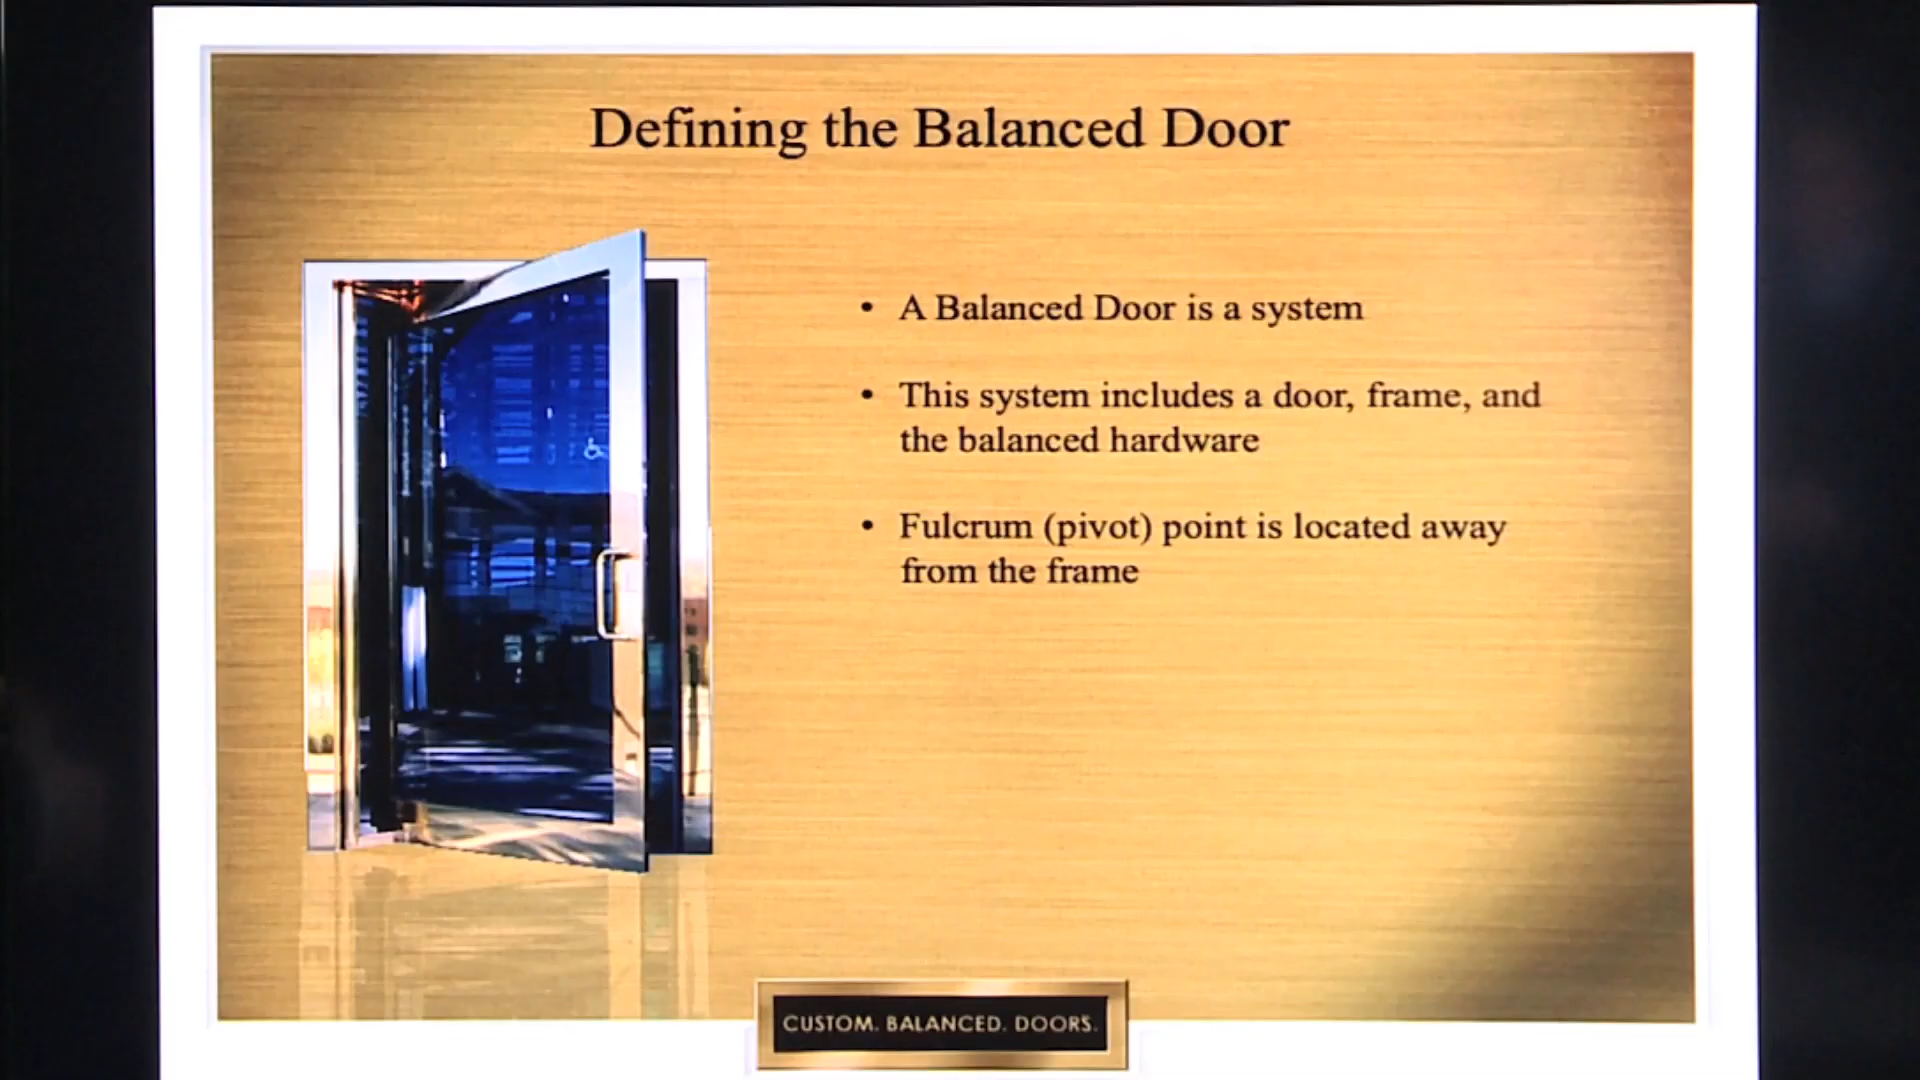 Defining the Balanced Door
• A Balanced Door is a system
• This system includes a door, frame, and
the balanced hardware
• Fulcrum (pivot) point is located away
from the frame
CUSTOM. BALANCED. DOORS.